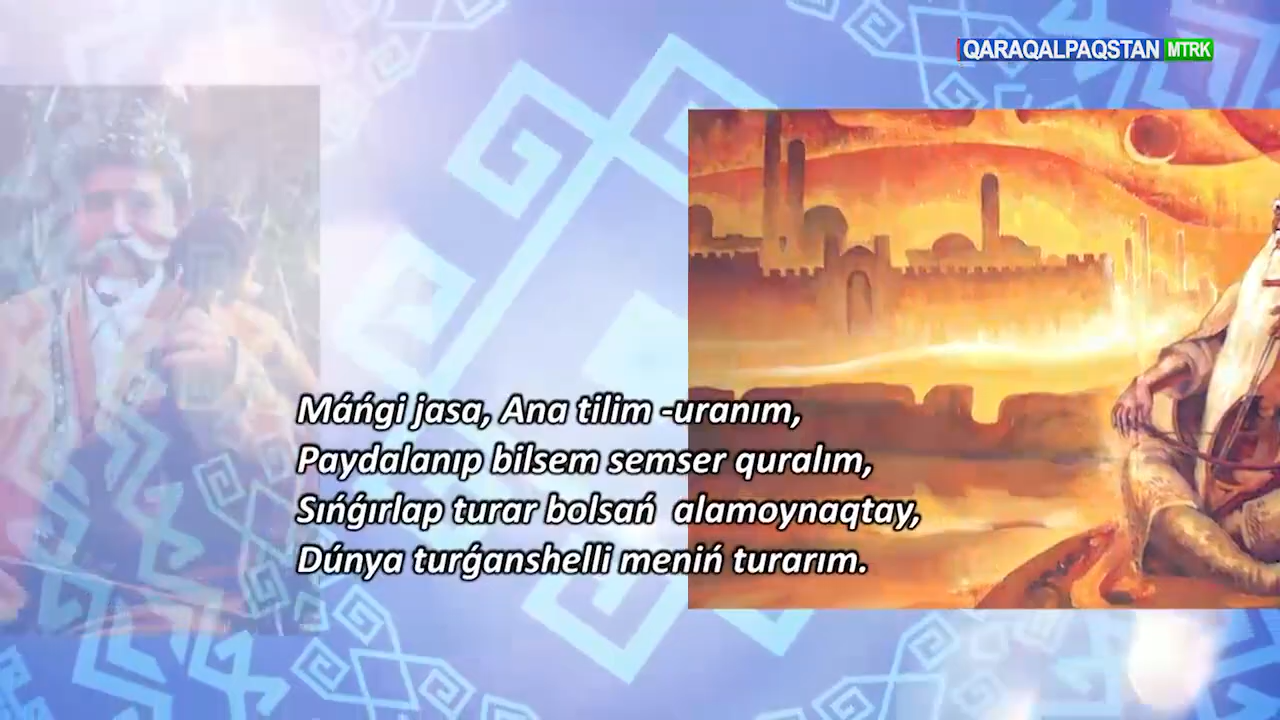 QARAQALPAQSTAN MTRK
Máńgi jasa, Ana tilim -uranım,
Paydalanıp bilsem semser quralım,
Sıńǵırlap turar bolsań alamoynaqtay,
Dúnya turǵanshelli meniń turarım.